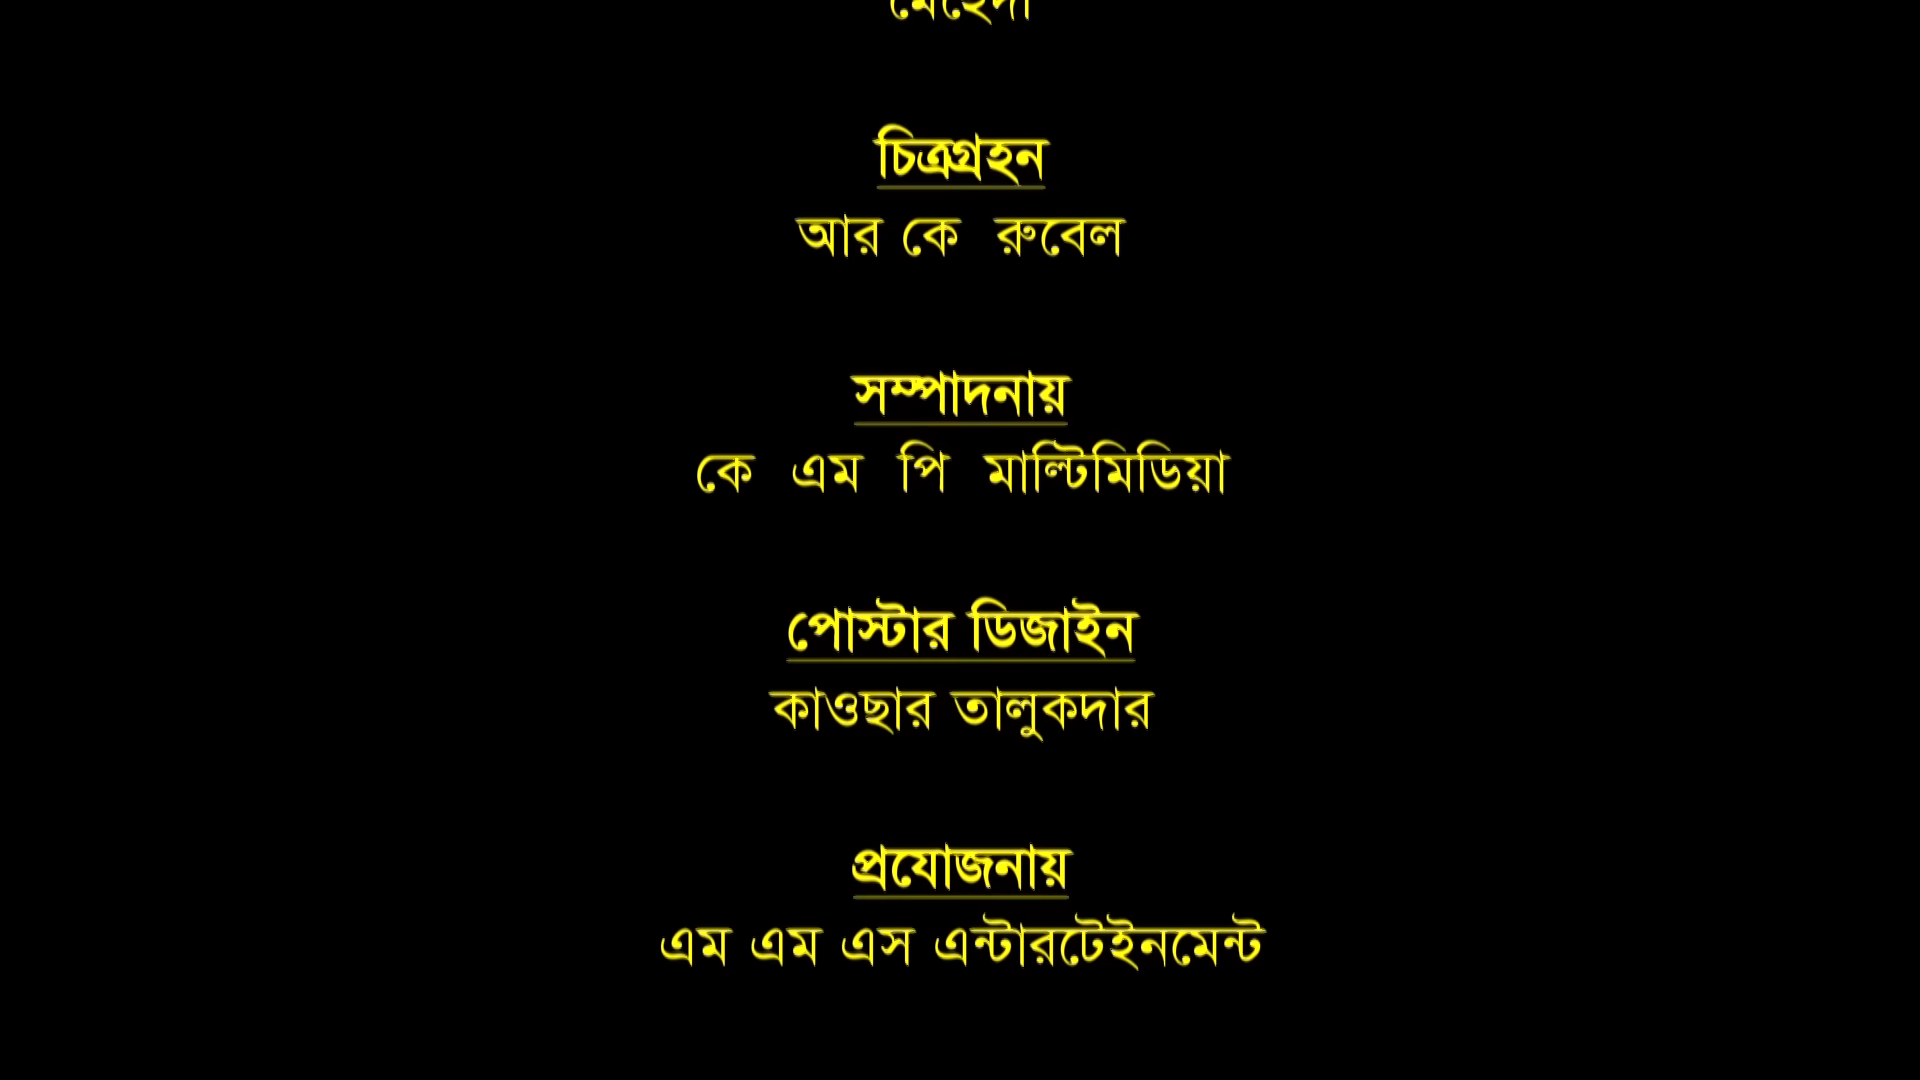 চিত্রগ্রহন
আর কে রুবেল
সম্পাদনায়
কে এম পি মাল্টিমিডিয়া
পোস্টার ডিজাইন
কাওছার তালুকদার
প্রযোজনায়
এম এম এস এন্টারটেইনমেন্ট